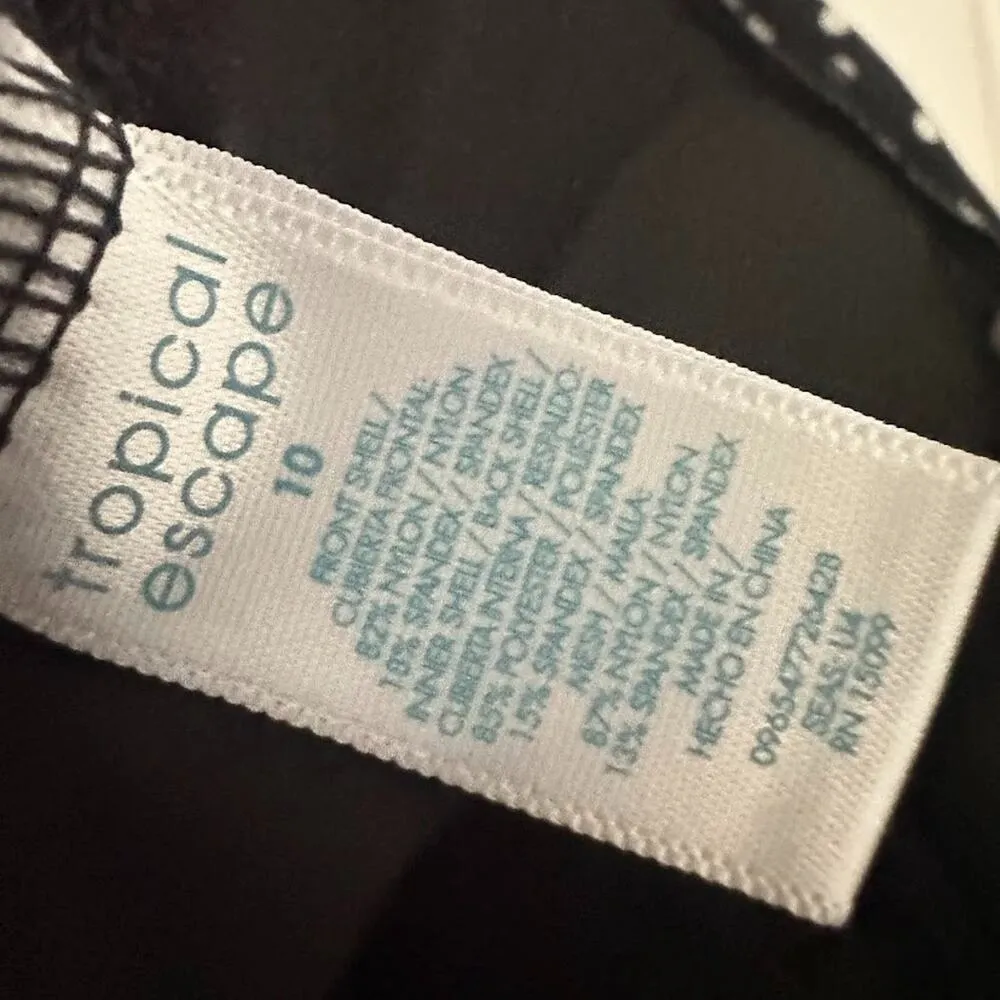 tropical
escape
10
FRONT SHELL /
CUBIERTA FRONTAL:
82% NYLON / NYLON
18% SPANDEX / SPANDEX
INNER SHELL / BACK SHELL /
CUBIERTA INTERNA / RESPALDO:
85% POLYESTER / POLIESTER
15% SPANDEX / SPANDEX
MESH / MALLA
87% NYLON / NYLON
13% SPANDEX / SPANDEX
MADE IN /
HECHO EN CHINA
096547726428
SEAS: U4
RN 15099